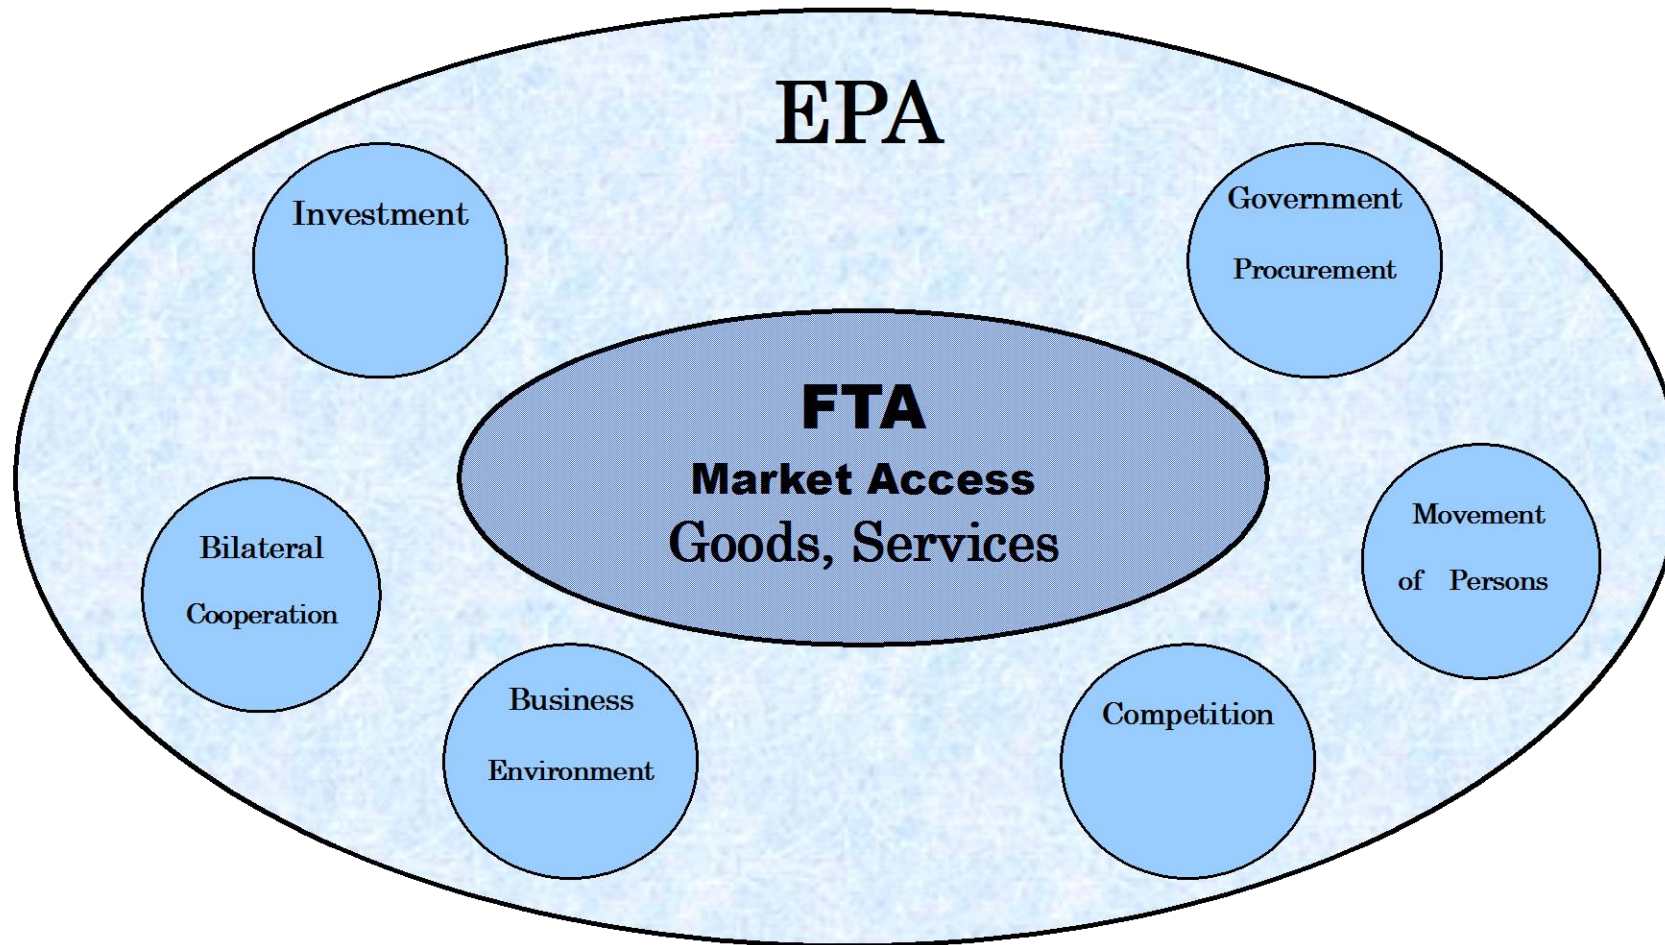 EPA
Investment
Government
Procurement
FTA
Market Access
Goods, Services
Bilateral
Cooperation
Movement
of Persons
Business
Environment
Competition